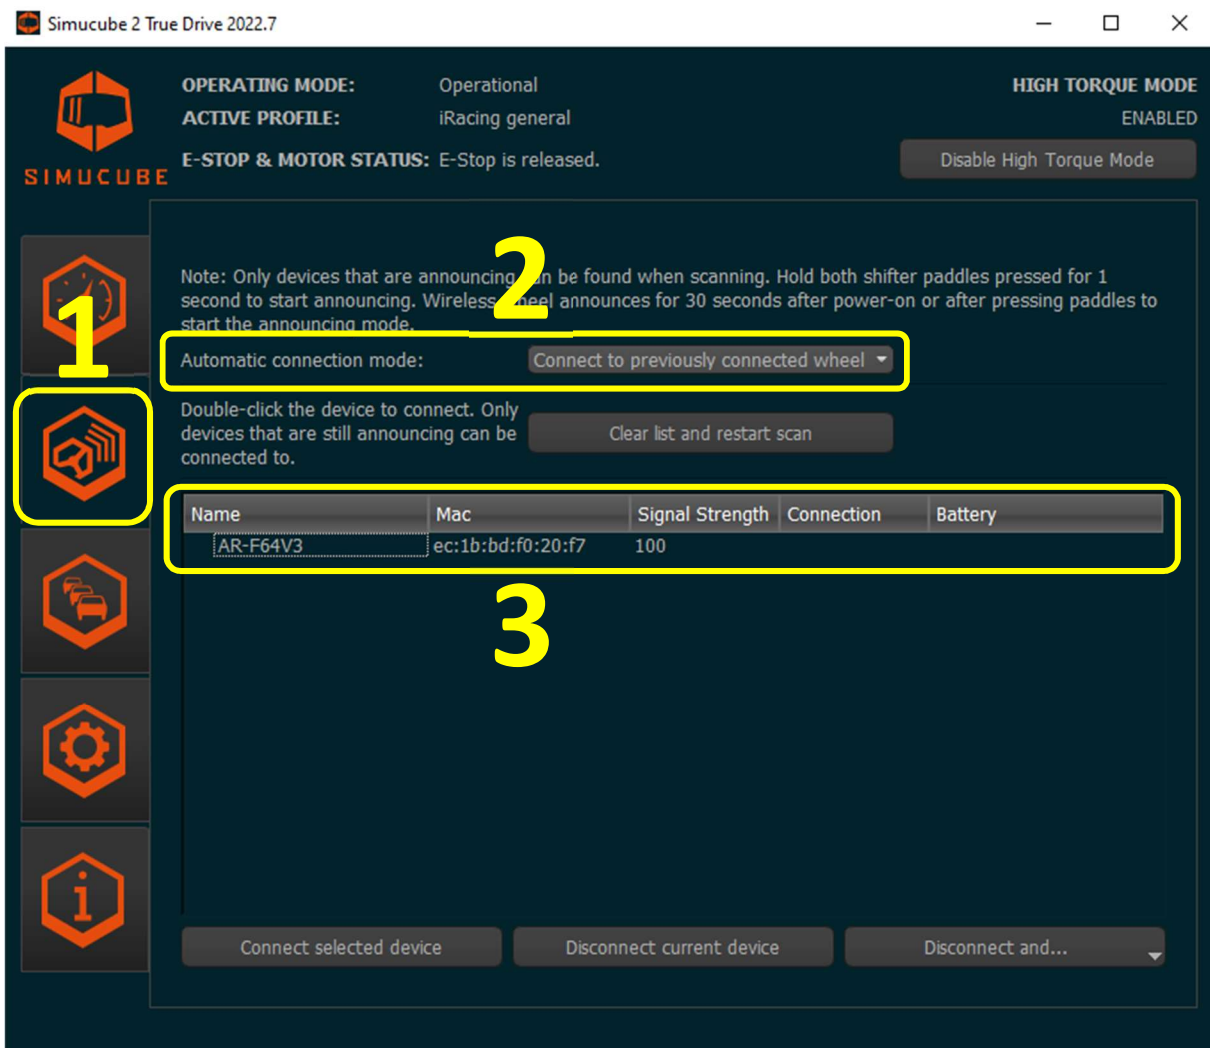 Simucube 2 True Drive 2022.7
OPERATING MODE: Operational
HIGH TORQUE MODE
ACTIVE PROFILE: iRacing general
ENABLED
E-STOP & MOTOR STATUS: E-Stop is released.
Disable High Torque Mode
SIMUCUBE
2
Note: Only devices that are announcing can be found when scanning. Hold both shifter paddles pressed for 1
second to start announcing. Wireless wheel announces for 30 seconds after power-on or after pressing paddles to
start the announcing mode.
1
Automatic connection mode: Connect to previously connected wheel
Double-click the device to connect. Only
devices that are still announcing can be
connected to.
Clear list and restart scan
Name Mac Signal Strength Connection Battery
AR-F64V3 ec:1b:bd:f0:20:f7 100
3
i
Connect selected device Disconnect current device Disconnect and...